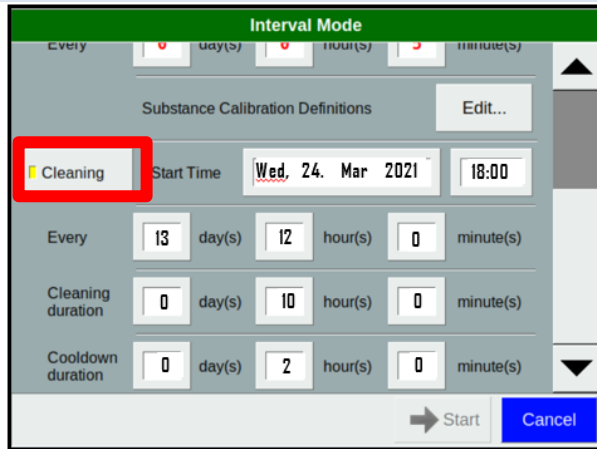 Interval Mode
Every day(s) hour(s) minute(s)
Substance Calibration Definitions Edit...
Cleaning Start Time Wed, 24. Mar 2021 18:00
Every 13 day(s) 12 hour(s) 0 minute(s)
Cleaning duration 0 day(s) 10 hour(s) 0 minute(s)
Cooldown duration 0 day(s) 2 hour(s) 0 minute(s)
Start Cancel